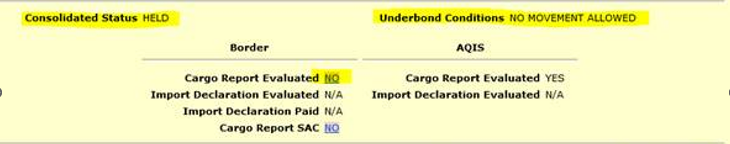 Consolidated Status HELD Underbond Conditions NO MOVEMENT ALLOWED
Border AQIS
Cargo Report Evaluated NO Cargo Report Evaluated YES
Import Declaration Evaluated N/A Import Declaration Evaluated N/A
Import Declaration Paid N/A
Cargo Report SAC NO